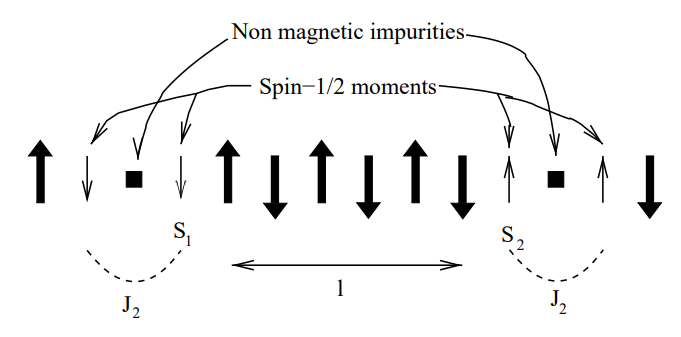 Non magnetic impurities
Spin−1/2 moments
S1
S2
l
J2
J2